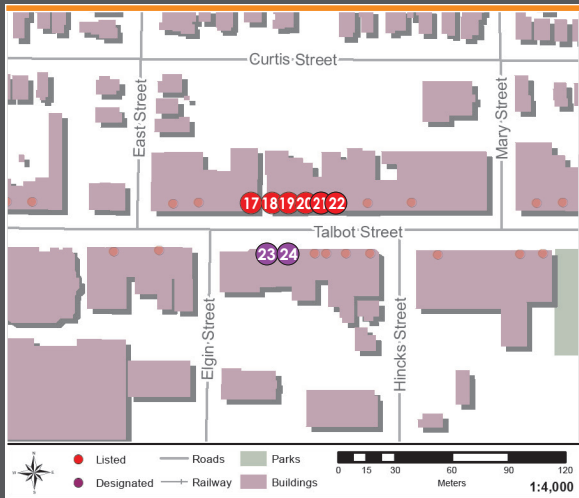 Curtis Street
East Street
Mary Street
17 18 19 20 21 22
Talbot Street
23 24
Elgin Street
Hincks Street
Listed
Designated
Roads
Railway
Parks
Buildings
0 15 30 60 90 120
Meters
1:4,000